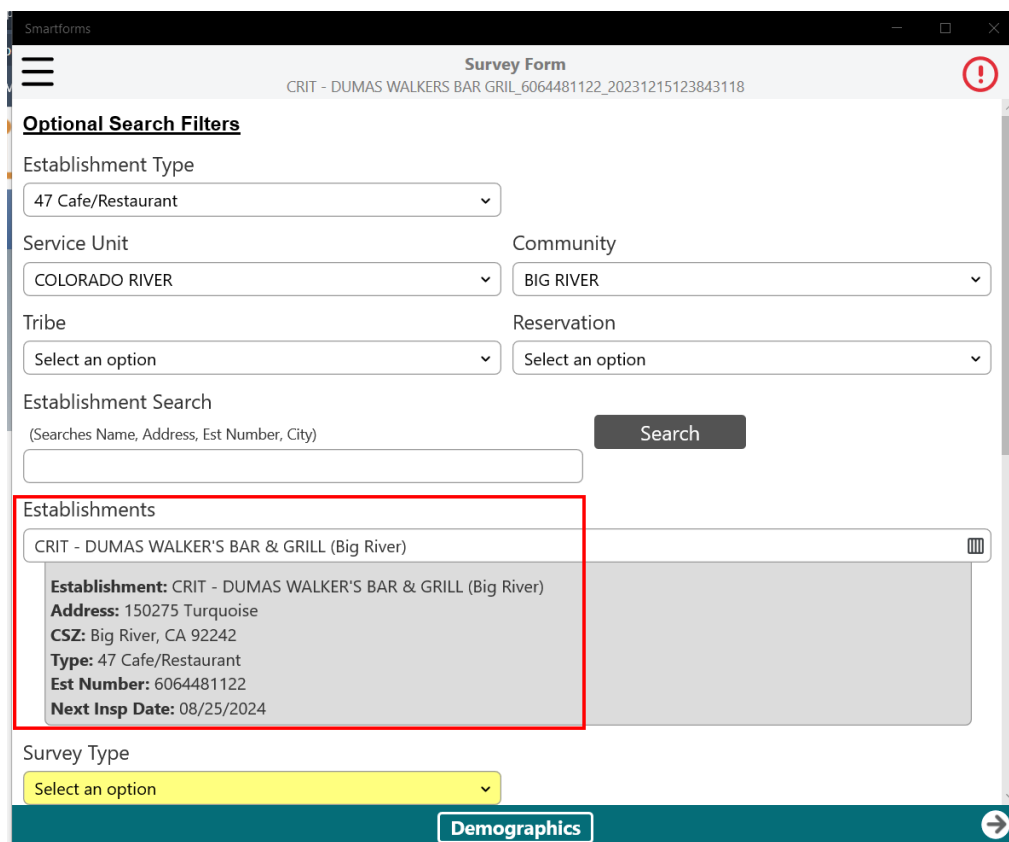 Smartforms
Survey Form
CRIT - DUMAS WALKERS BAR GRIL_6064481122_20231215123843118
Optional Search Filters
Establishment Type
47 Cafe/Restaurant
Service Unit
Community
COLORADO RIVER
BIG RIVER
Tribe
Reservation
Select an option
Select an option
Establishment Search
(Searches Name, Address, Est Number, City)
Search
Establishments
CRIT - DUMAS WALKER'S BAR & GRILL (Big River)
Establishment: CRIT - DUMAS WALKER'S BAR & GRILL (Big River)
Address: 150275 Turquoise
CSZ: Big River, CA 92242
Type: 47 Cafe/Restaurant
Est Number: 6064481122
Next Insp Date: 08/25/2024
Survey Type
Select an option
Demographics